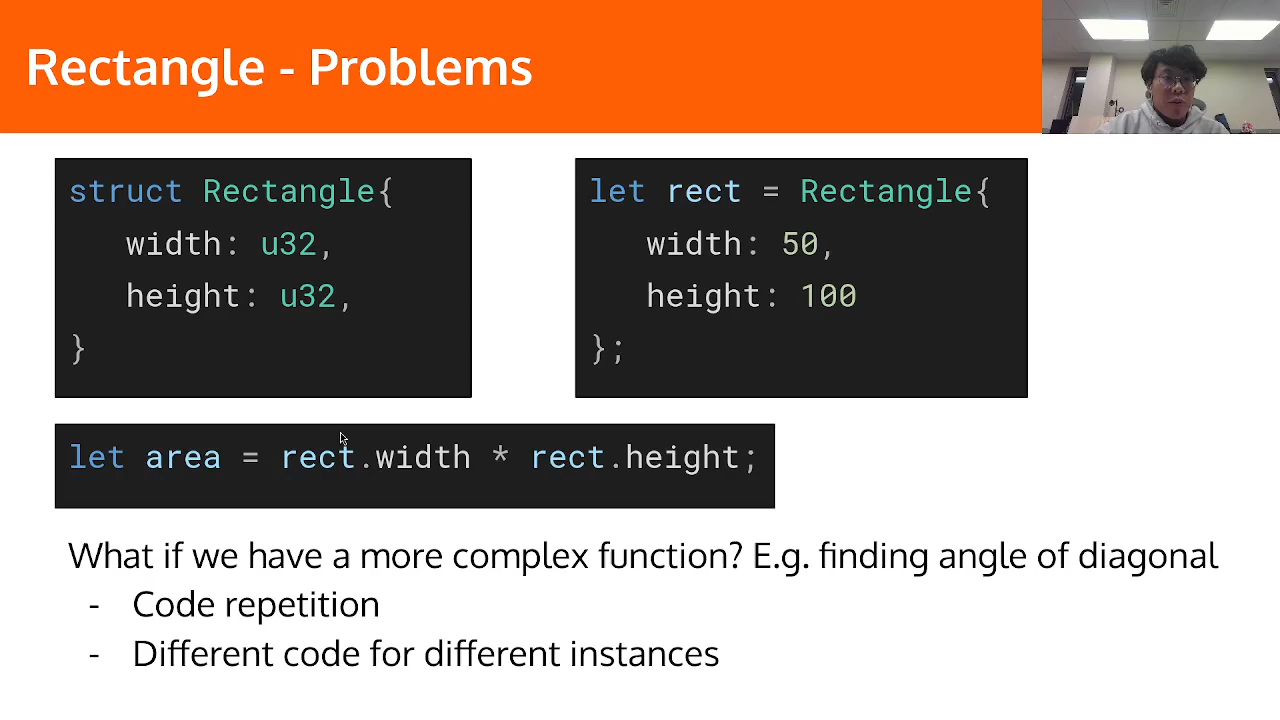 Rectangle - Problems
struct Rectangle{
width: u32,
height: u32,
}
let rect = Rectangle{
width: 50,
height: 100
};
let area = rect.width * rect.height;
What if we have a more complex function? E.g. finding angle of diagonal
- Code repetition
- Different code for different instances